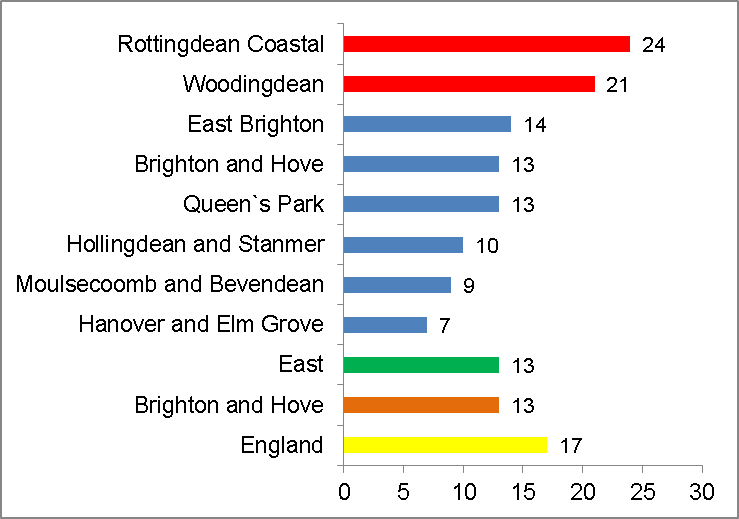 Rottingdean Coastal 24
Woodingdean 21
East Brighton 14
Brighton and Hove 13
Queen`s Park 13
Hollingdean and Stanmer 10
Moulsecoomb and Bevendean 9
Hanover and Elm Grove 7
East 13
Brighton and Hove 13
England 17
0 5 10 15 20 25 30